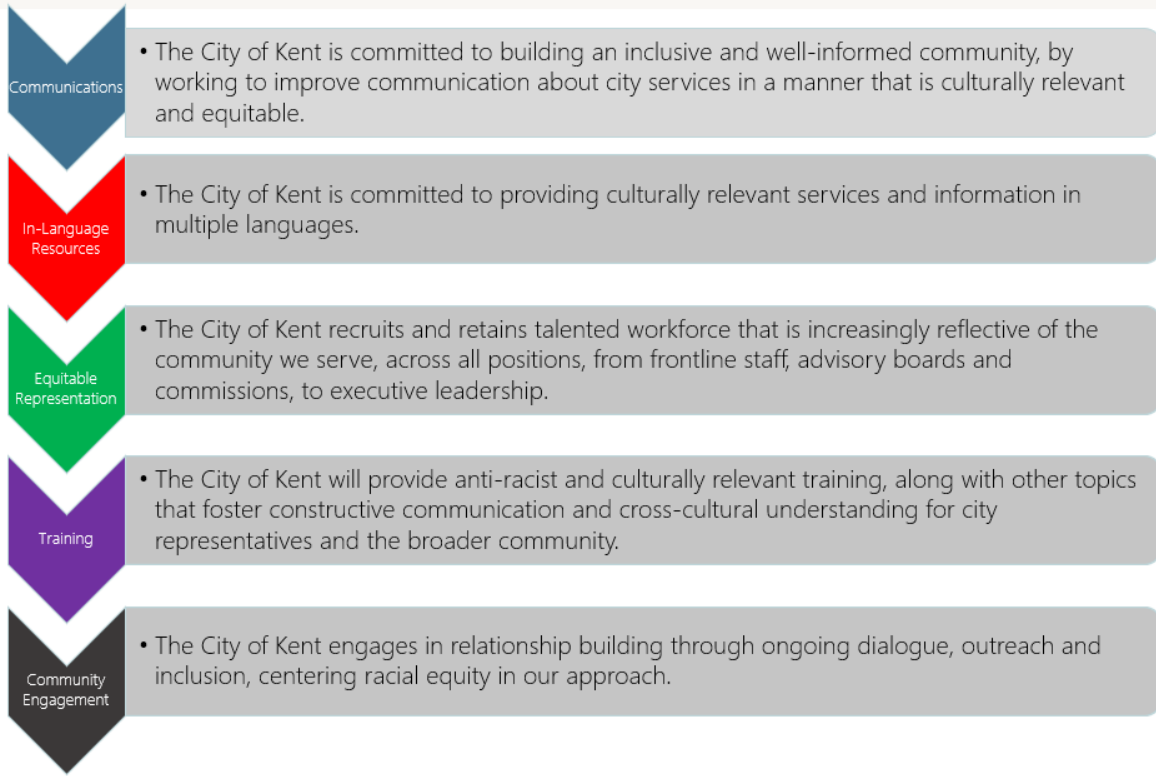 Communications
• The City of Kent is committed to building an inclusive and well-informed community, by
working to improve communication about city services in a manner that is culturally relevant
and equitable.
In-Language
Resources
• The City of Kent is committed to providing culturally relevant services and information in
multiple languages.
Equitable
Representation
• The City of Kent recruits and retains talented workforce that is increasingly reflective of the
community we serve, across all positions, from frontline staff, advisory boards and
commissions, to executive leadership.
Training
• The City of Kent will provide anti-racist and culturally relevant training, along with other topics
that foster constructive communication and cross-cultural understanding for city
representatives and the broader community.
Community
Engagement
• The City of Kent engages in relationship building through ongoing dialogue, outreach and
inclusion, centering racial equity in our approach.